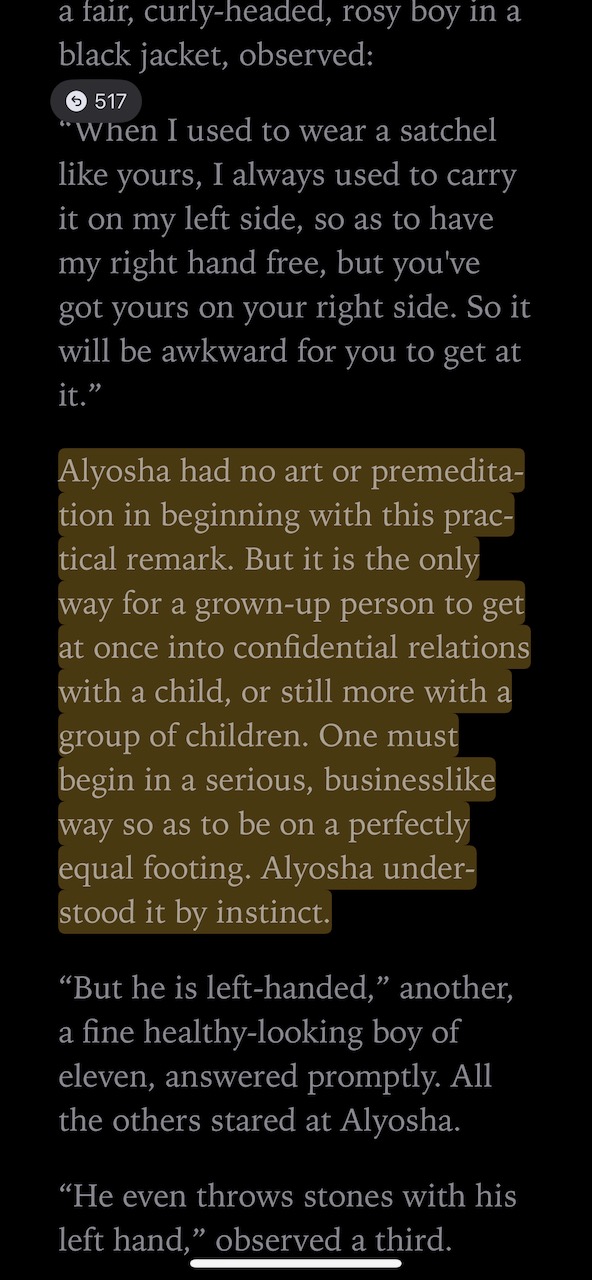 a fair, curly-headed, rosy boy in a
black jacket, observed:
517
“When I used to wear a satchel
like yours, I always used to carry
it on my left side, so as to have
my right hand free, but you've
got yours on your right side. So it
will be awkward for you to get at
it.”
Alyosha had no art or premedita-
tion in beginning with this prac-
tical remark. But it is the only
way for a grown-up person to get
at once into confidential relations
with a child, or still more with a
group of children. One must
begin in a serious, businesslike
way so as to be on a perfectly
equal footing. Alyosha under-
stood it by instinct.
“But he is left-handed,” another,
a fine healthy-looking boy of
eleven, answered promptly. All
the others stared at Alyosha.
“He even throws stones with his
left hand,” observed a third.